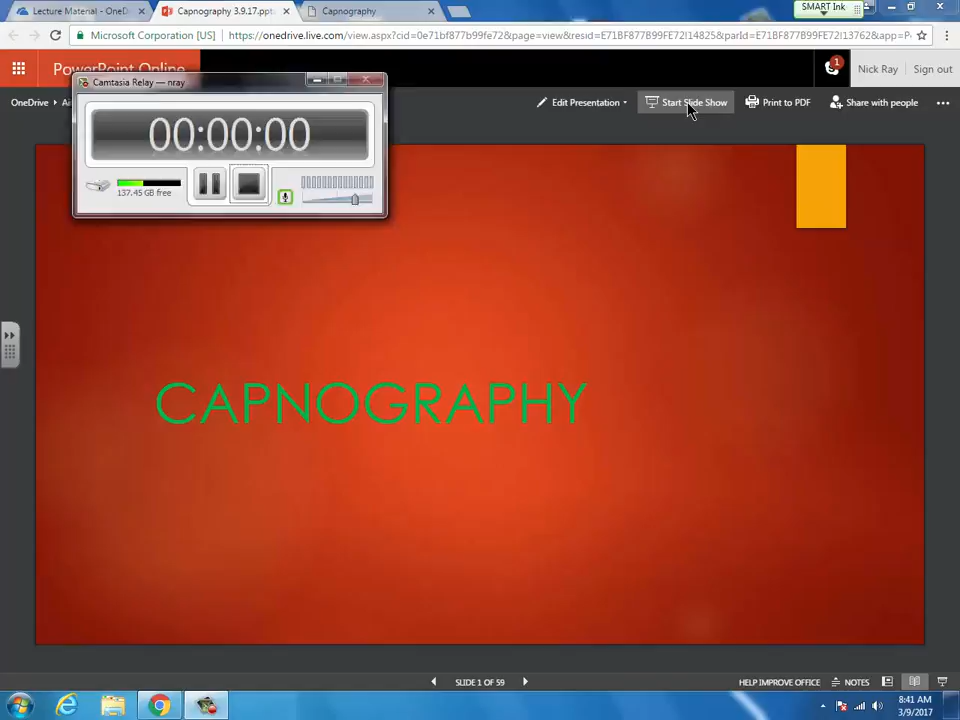 Lecture Material - OneD
Capnography 3.9.17.ppt
Capnography
SMART Ink
Microsoft Corporation [US]
https://onedrive.live.com/view.aspx?cid=0e71bf877b99fe72&page=view&resid=E71BF877B99FE72!14825&parId=E71BF877B99FE72!13762&app=P
PowerPoint Online
1
Nick Ray
Sign out
Camtasia Relay — nray
OneDrive
Edit Presentation
Start Slide Show
Print to PDF
Share with people
00:00:00
137.45 GB free
CAPNOGRAPHY
SLIDE 1 OF 59
HELP IMPROVE OFFICE
NOTES
8:41 AM
3/9/2017